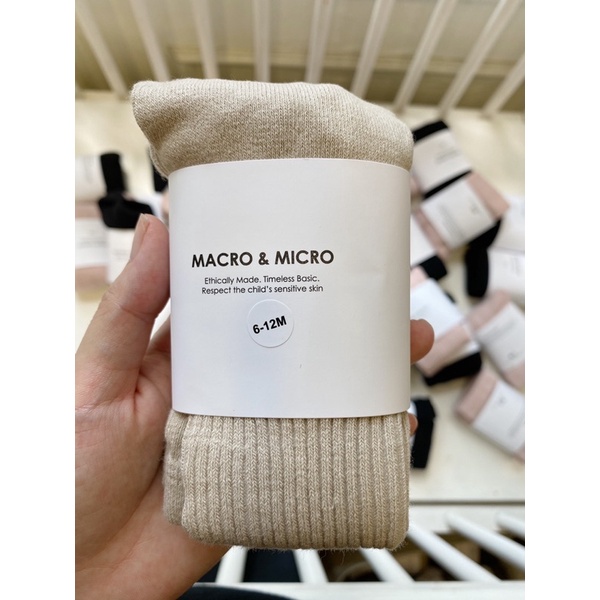 MACRO & MICRO
Ethically Made. Timeless Basic.
Respect the child's sensitive skin
6-12M